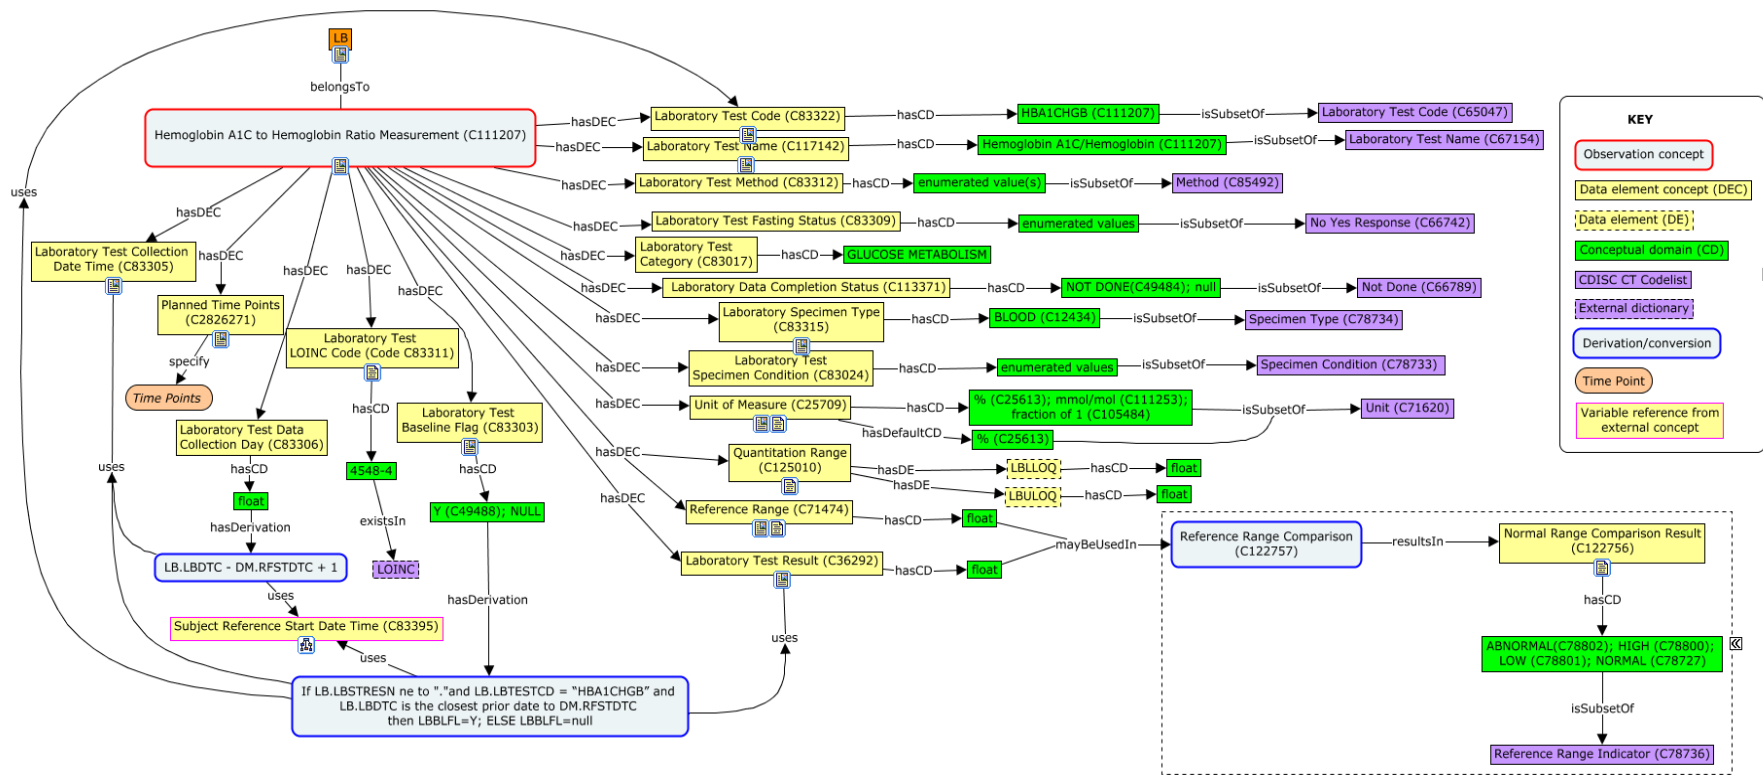 LB
belongsTo
Hemoglobin A1C to Hemoglobin Ratio Measurement (C111207)
hasDEC
Laboratory Test Code (C83322)
hasCD
HBA1CHGB (C111207)
isSubsetOf
Laboratory Test Code (C65047)
hasDEC
Laboratory Test Name (C117142)
hasCD
Hemoglobin A1C/Hemoglobin (C111207)
isSubsetOf
Laboratory Test Name (C67154)
hasDEC
Laboratory Test Method (C83312)
hasCD
enumerated value(s)
isSubsetOf
Method (C85492)
hasDEC
Laboratory Test Fasting Status (C83309)
hasCD
enumerated values
isSubsetOf
No Yes Response (C66742)
hasDEC
Laboratory Test
Category (C83017)
hasCD
GLUCOSE METABOLISM
hasDEC
Laboratory Data Completion Status (C113371)
hasCD
NOT DONE(C49484); null
isSubsetOf
Not Done (C66789)
hasDEC
Laboratory Specimen Type
(C83315)
hasCD
BLOOD (C12434)
isSubsetOf
Specimen Type (C78734)
hasDEC
Laboratory Test
Specimen Condition (C83024)
hasCD
enumerated values
isSubsetOf
Specimen Condition (C78733)
hasDEC
Unit of Measure (C25709)
hasCD
% (C25613); mmol/mol (C111253);
fraction of 1 (C105484)
isSubsetOf
Unit (C71620)
hasDefaultCD
% (C25613)
hasDEC
Quantitation Range
(C125010)
hasDE
LBLLOQ
hasCD
float
hasDE
LBULOQ
hasCD
float
hasDEC
Reference Range (C71474)
hasCD
float
mayBeUsedIn
Laboratory Test Result (C36292)
hasCD
float
Reference Range Comparison
(C122757)
resultsIn
Normal Range Comparison Result
(C122756)
hasCD
ABNORMAL(C78802); HIGH (C78800);
LOW (C78801); NORMAL (C78727)
isSubsetOf
Reference Range Indicator (C78736)
uses
hasDEC
Laboratory Test Collection
Date Time (C83305)
hasDEC
Planned Time Points
(C2826271)
specify
Time Points
hasDEC
Laboratory Test Data
Collection Day (C83306)
hasCD
float
hasDerivation
LB.LBDTC - DM.RFSTDTC + 1
uses
uses
Subject Reference Start Date Time (C83395)
uses
hasDEC
Laboratory Test
LOINC Code (Code C83311)
hasCD
4548-4
existsIn
LOINC
hasDEC
Laboratory Test
Baseline Flag (C83303)
hasCD
Y (C49488); NULL
hasDerivation
If LB.LBSTRESN ne to "."and LB.LBTESTCD = “HBA1CHGB” and
LB.LBDTC is the closest prior date to DM.RFSTDTC
then LBBLFL=Y; ELSE LBBLFL=null
uses
KEY
Observation concept
Data element concept (DEC)
Data element (DE)
Conceptual domain (CD)
CDISC CT Codelist
External dictionary
Derivation/conversion
Time Point
Variable reference from
external concept